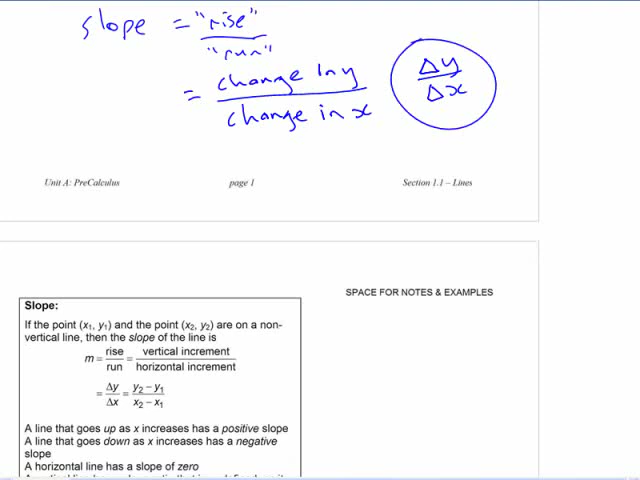 slope = "rise"
"run"
= change in y
change in x
Δy
Δx
Unit A: PreCalculus page 1 Section 1.1 – Lines
SPACE FOR NOTES & EXAMPLES
Slope:
If the point (x₁, y₁) and the point (x₂, y₂) are on a non-
vertical line, then the slope of the line is
m = rise/run = vertical increment/horizontal increment
= Δy/Δx = y₂ – y₁/x₂ – x₁
A line that goes up as x increases has a positive slope
A line that goes down as x increases has a negative
slope
A horizontal line has a slope of zero